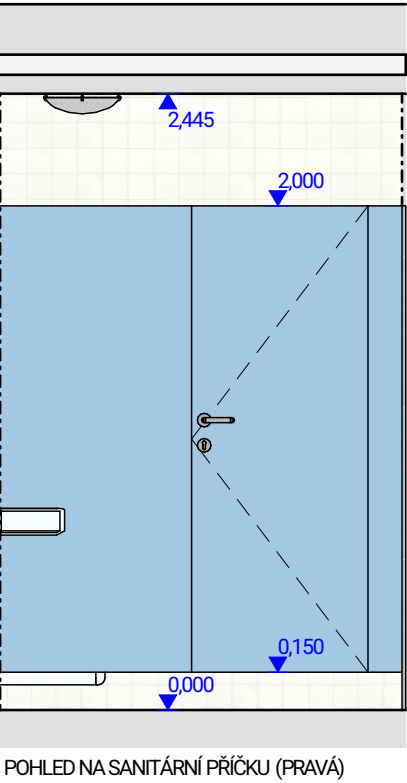 2,445
2,000
0,150
0,000
POHLED NA SANITÁRNÍ PŘÍČKU (PRAVÁ)